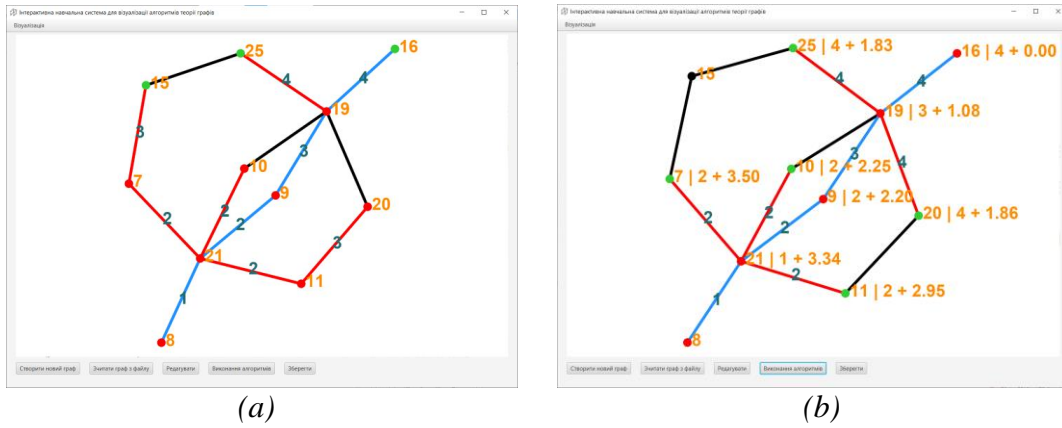 Інтерактивна навчальна система для візуалізації алгоритмів теорії графів
Візуалізація
25
16
15
4
4
19
3
10
3
7
9
2
20
2
2
3
21
2
11
1
8
Створити новий граф Зчитати граф з файлу Редагувати Виконання алгоритмів Зберегти
(a)
Інтерактивна навчальна система для візуалізації алгоритмів теорії графів
Візуалізація
25 | 4 + 1.83
16 | 4 + 0.00
15
4
4
19 | 3 + 1.08
3
10 | 2 + 2.25
4
7 | 2 + 3.50
9 | 2 + 2.20
2
20 | 4 + 1.86
2
2
21 | 1 + 3.34
2
11 | 2 + 2.95
1
8
Створити новий граф Зчитати граф з файлу Редагувати Виконання алгоритмів Зберегти
(b)